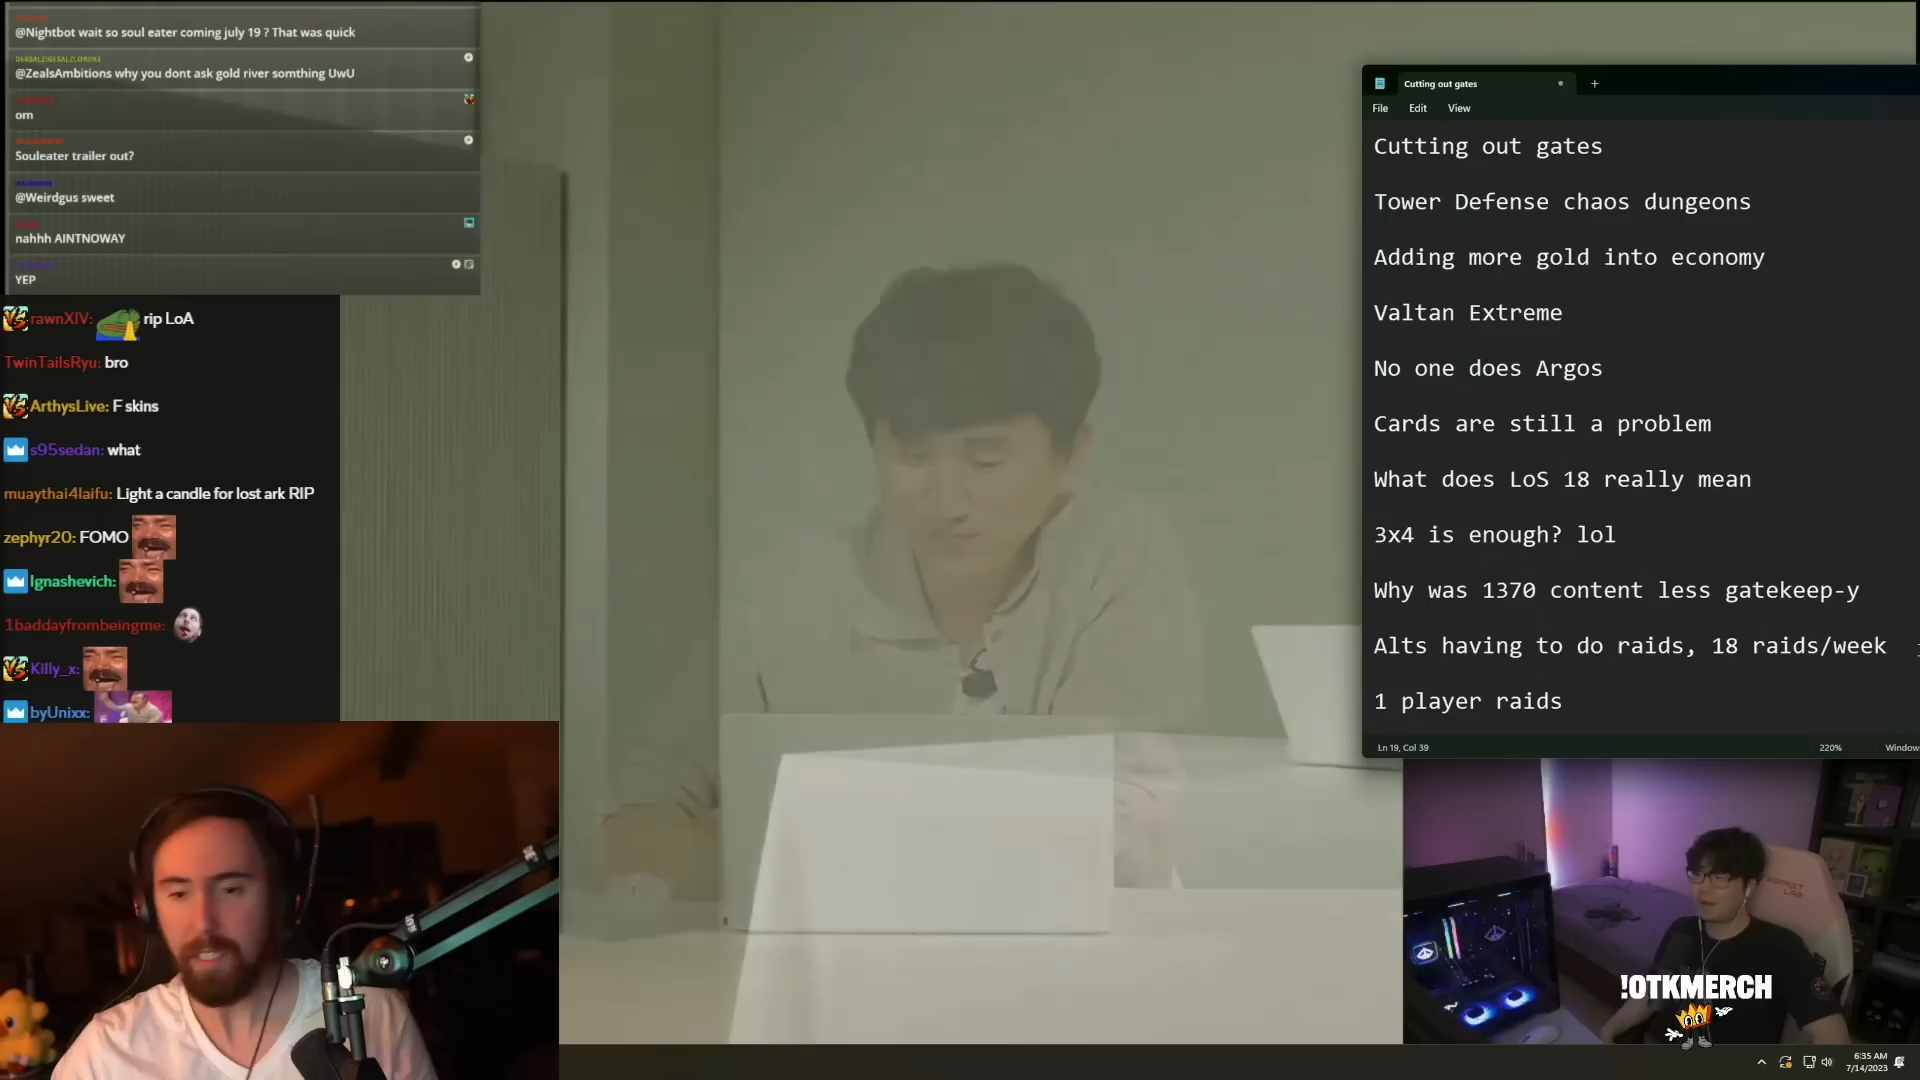 @Nightbot wait so soul eater coming july 19 ? That was quick
@ZealsAmbitions why you dont ask gold river somthing UwU
om
Souleater trailer out?
@Weirdgus sweet
nahhh AINTNOWAY
YEP
rawnXIV: rip LoA
TwinTailsRyu: bro
ArthysLive: F skins
s95sedan: what
muaythai4laifu: Light a candle for lost ark RIP
zephyr20: FOMO
Ignashevich:
1baddayfrombeingme:
Killy_x:
byUnixx:
Cutting out gates
File Edit View
Cutting out gates
Tower Defense chaos dungeons
Adding more gold into economy
Valtan Extreme
No one does Argos
Cards are still a problem
What does LoS 18 really mean
3x4 is enough? lol
Why was 1370 content less gatekeep-y
Alts having to do raids, 18 raids/week
1 player raids
Ln 19, Col 39 220% Windows
!OTKMERCH
6:35 AM
7/14/2023